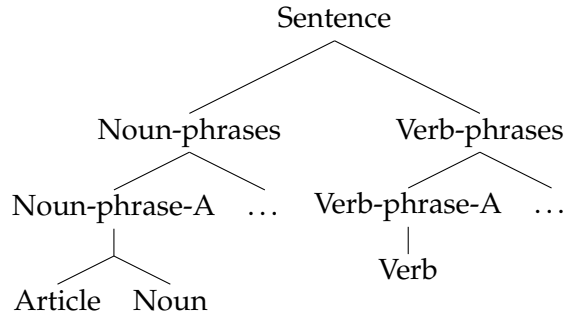 Sentence
Noun-phrases Verb-phrases
Noun-phrase-A ... Verb-phrase-A ...
Verb
Article Noun